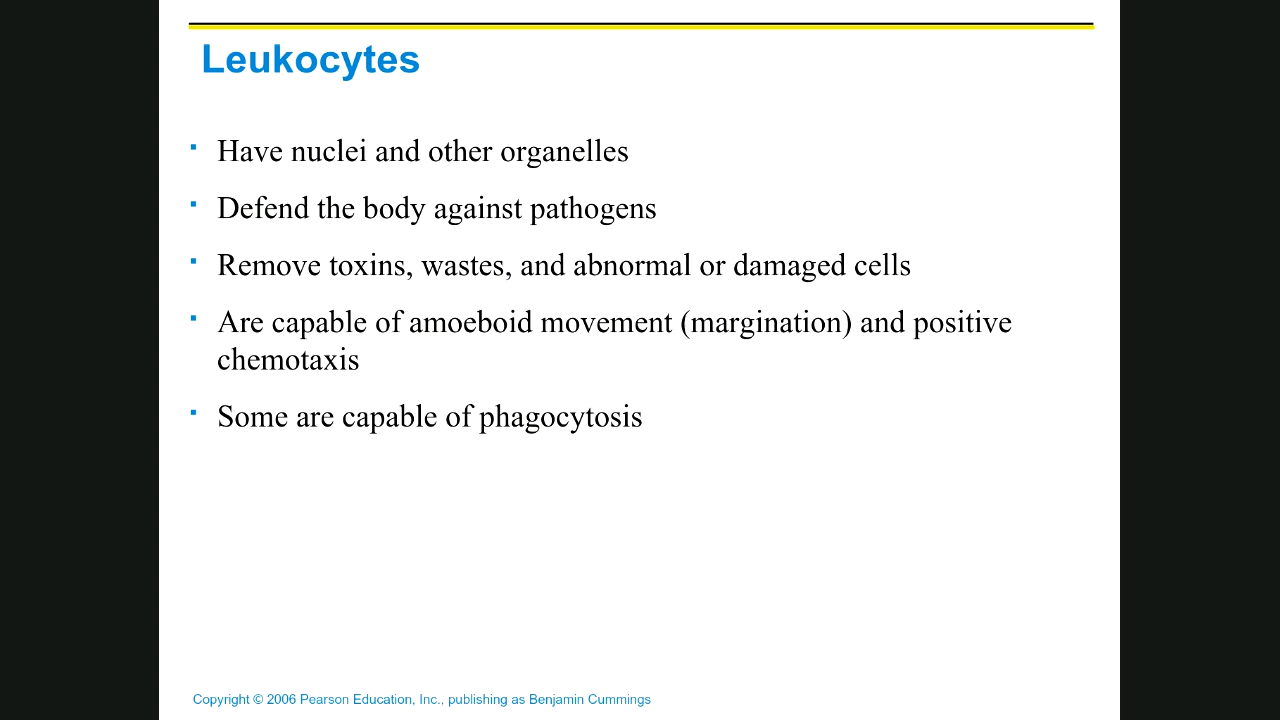 Leukocytes
▪ Have nuclei and other organelles
▪ Defend the body against pathogens
▪ Remove toxins, wastes, and abnormal or damaged cells
▪ Are capable of amoeboid movement (margination) and positive
chemotaxis
▪ Some are capable of phagocytosis
Copyright © 2006 Pearson Education, Inc., publishing as Benjamin Cummings